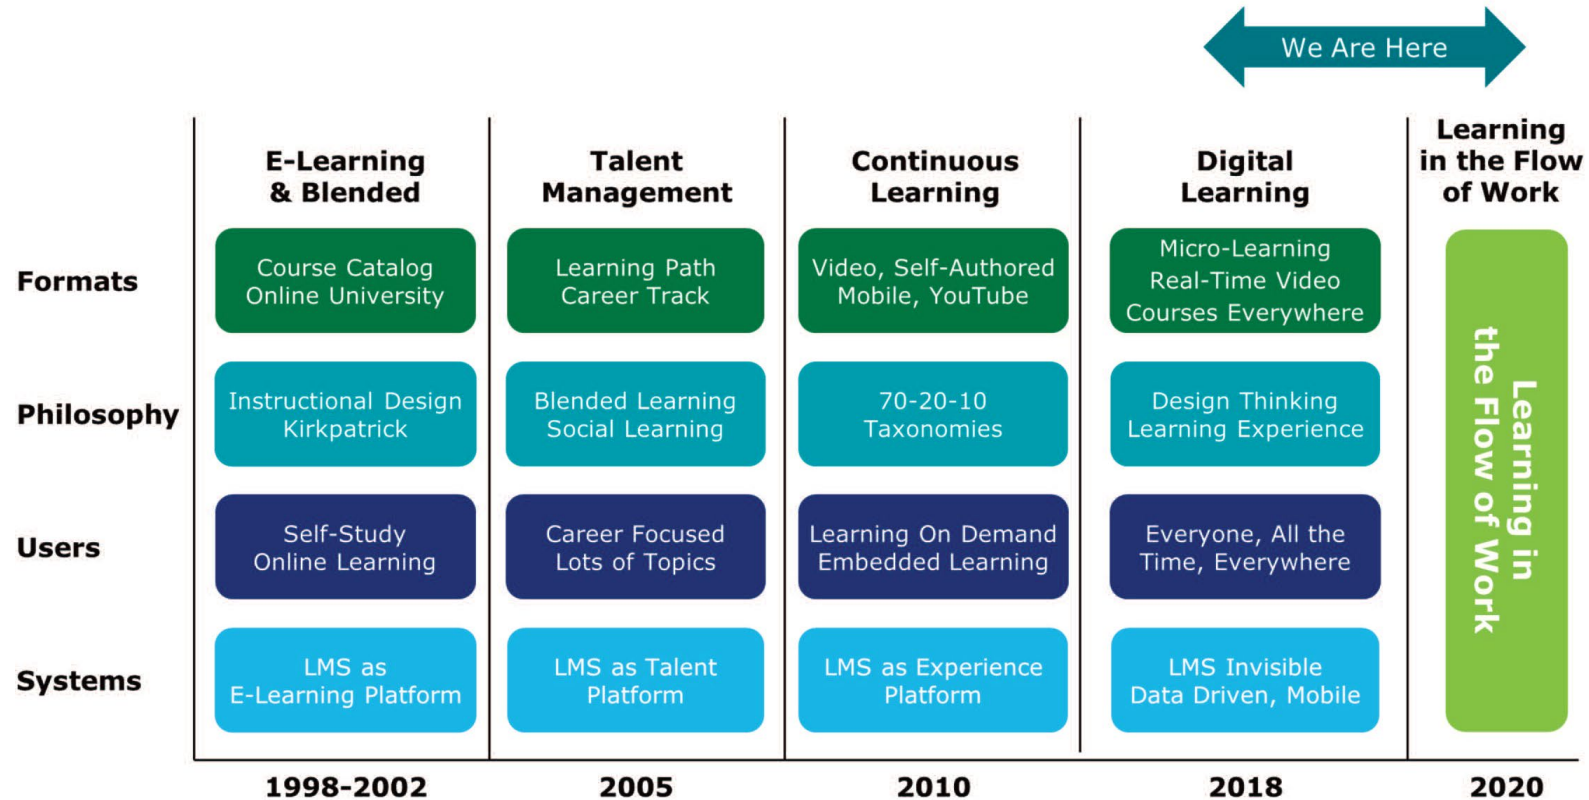 We Are Here
E-Learning
& Blended
Talent
Management
Continuous
Learning
Digital
Learning
Learning
in the Flow
of Work
Formats
Course Catalog
Online University
Learning Path
Career Track
Video, Self-Authored
Mobile, YouTube
Micro-Learning
Real-Time Video
Courses Everywhere
Philosophy
Instructional Design
Kirkpatrick
Blended Learning
Social Learning
70-20-10
Taxonomies
Design Thinking
Learning Experience
Users
Self-Study
Online Learning
Career Focused
Lots of Topics
Learning On Demand
Embedded Learning
Everyone, All the
Time, Everywhere
Systems
LMS as
E-Learning Platform
LMS as Talent
Platform
LMS as Experience
Platform
LMS Invisible
Data Driven, Mobile
Learning in
the Flow of Work
1998-2002
2005
2010
2018
2020